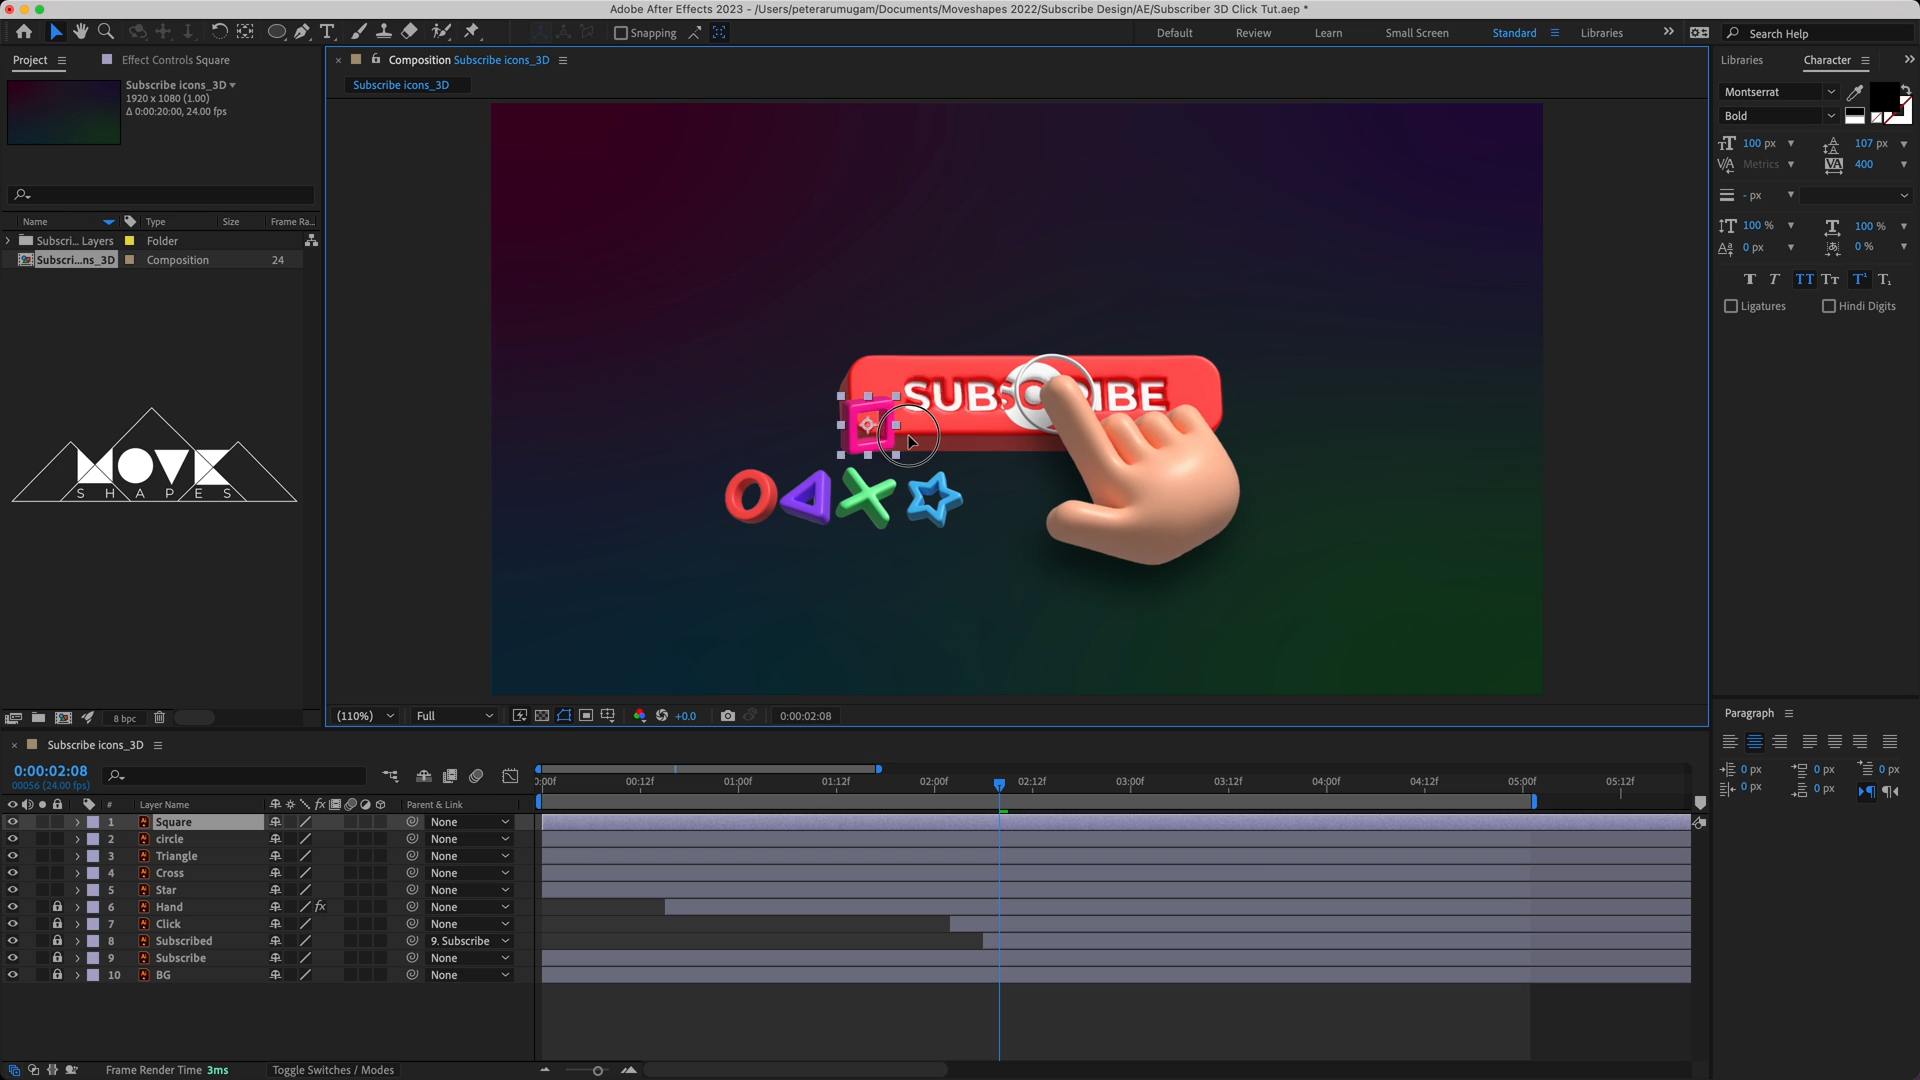 Adobe After Effects 2023 - /Users/peterarumugam/Documents/Moveshapes 2022/Subscribe Design/AE/Subscriber 3D Click Tut.aep *
Snapping
Default
Review
Learn
Small Screen
Standard
Libraries
Search Help
Project
Effect Controls Square
Composition Subscribe icons_3D
Libraries
Character
Subscribe icons_3D
1920 x 1080 (1.00)
Δ 0:00:20:00, 24.00 fps
Subscribe icons_3D
Montserrat
Bold
100 px
107 px
Metrics
400
- px
100 %
100 %
0 px
0 %
Ligatures
Hindi Digits
Name
Type
Size
Frame Ra...
Subscri... Layers
Folder
Subscri...ns_3D
Composition
24
SUBS
IBE
MOVE
SHAPES
8 bpc
(110%)
Full
+0.0
0:00:02:08
Paragraph
0 px
0 px
0 px
0 px
0 px
Subscribe icons_3D
0:00:02:08
00056 (24.00 fps)
0:00f
00:12f
01:00f
01:12f
02:00f
02:12f
03:00f
03:12f
04:00f
04:12f
05:00f
05:12f
#
Layer Name
Parent & Link
1 Square None
2 circle None
3 Triangle None
4 Cross None
5 Star None
6 Hand fx None
7 Click None
8 Subscribed 9. Subscribe
9 Subscribe None
10 BG None
Frame Render Time 3ms
Toggle Switches / Modes